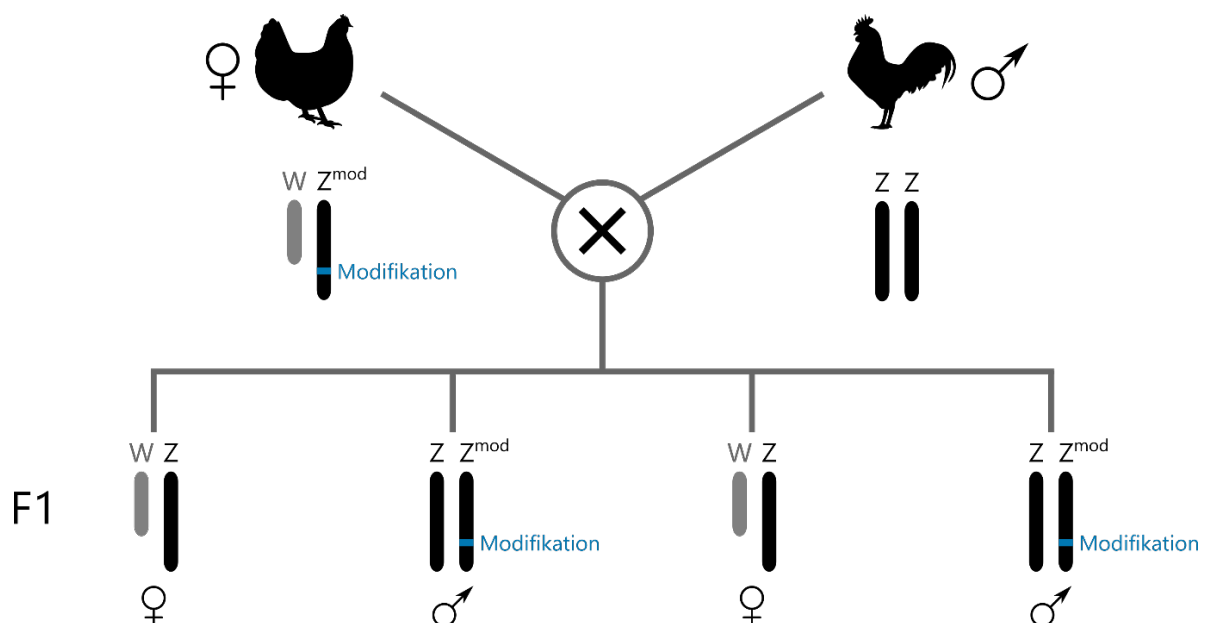 ♀ ♂
W Z^mod
Z Z
Modifikation
W Z
Z Z^mod
W Z
Z Z^mod
F1
Modifikation
Modifikation
♀ ♂ ♀ ♂